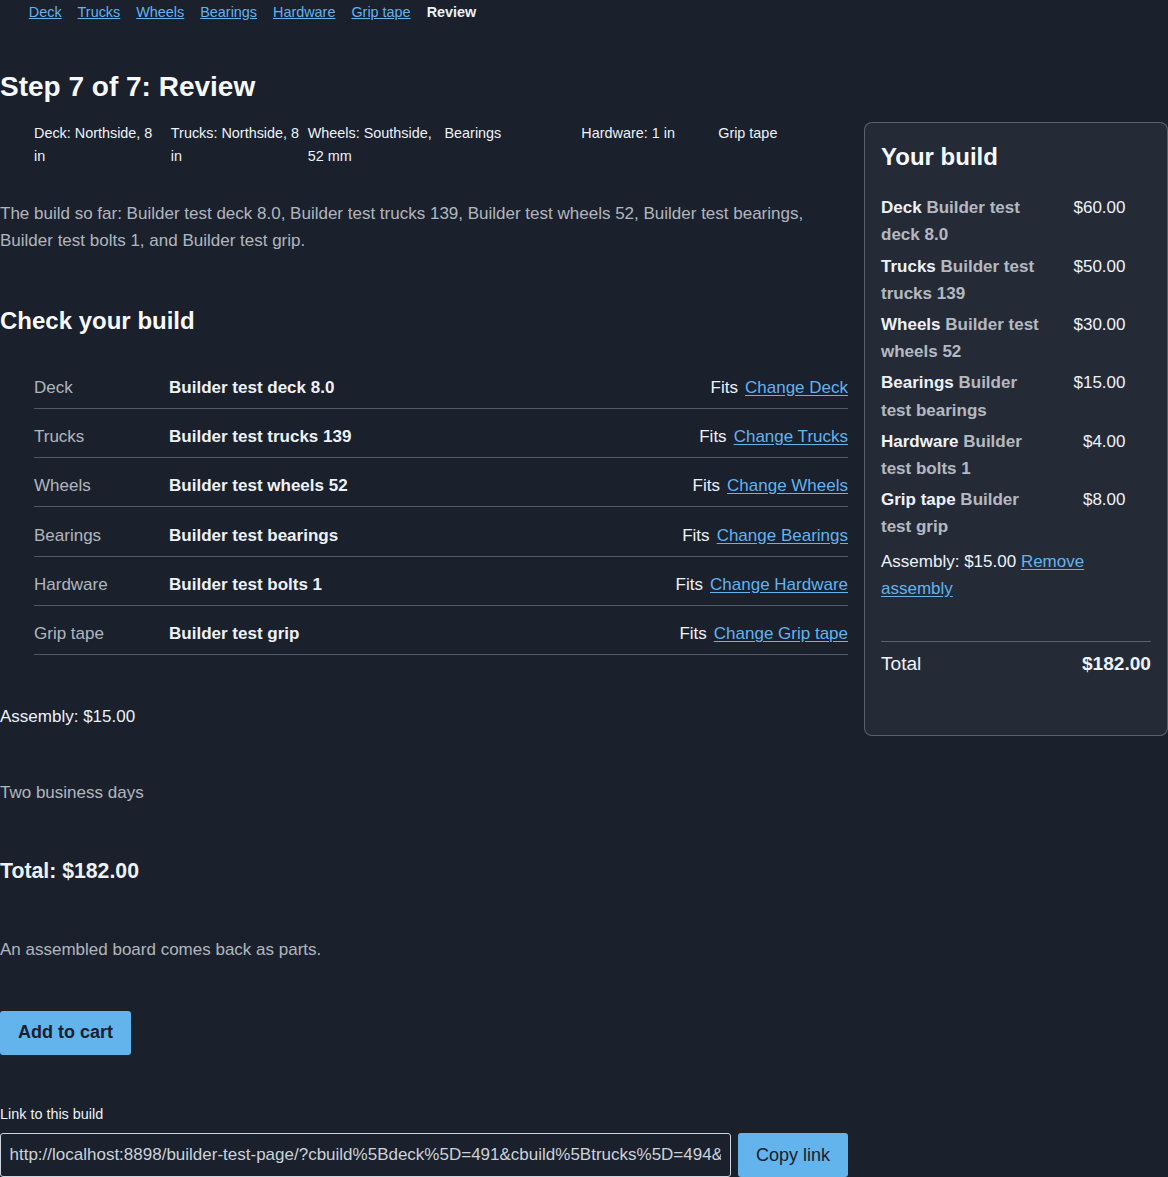 Deck Trucks Wheels Bearings Hardware Grip tape Review
Step 7 of 7: Review
Deck: Northside, 8 in
Trucks: Northside, 8 in
Wheels: Southside, 52 mm
Bearings
Hardware: 1 in
Grip tape
The build so far: Builder test deck 8.0, Builder test trucks 139, Builder test wheels 52, Builder test bearings,
Builder test bolts 1, and Builder test grip.
Check your build
Deck Builder test deck 8.0 Fits Change Deck
Trucks Builder test trucks 139 Fits Change Trucks
Wheels Builder test wheels 52 Fits Change Wheels
Bearings Builder test bearings Fits Change Bearings
Hardware Builder test bolts 1 Fits Change Hardware
Grip tape Builder test grip Fits Change Grip tape
Assembly: $15.00
Two business days
Total: $182.00
An assembled board comes back as parts.
Add to cart
Link to this build
http://localhost:8898/builder-test-page/?cbuild%5Bdeck%5D=491&cbuild%5Btrucks%5D=494& Copy link
Your build
Deck Builder test $60.00
deck 8.0
Trucks Builder test $50.00
trucks 139
Wheels Builder test $30.00
wheels 52
Bearings Builder $15.00
test bearings
Hardware Builder $4.00
test bolts 1
Grip tape Builder $8.00
test grip
Assembly: $15.00 Remove
assembly
Total $182.00